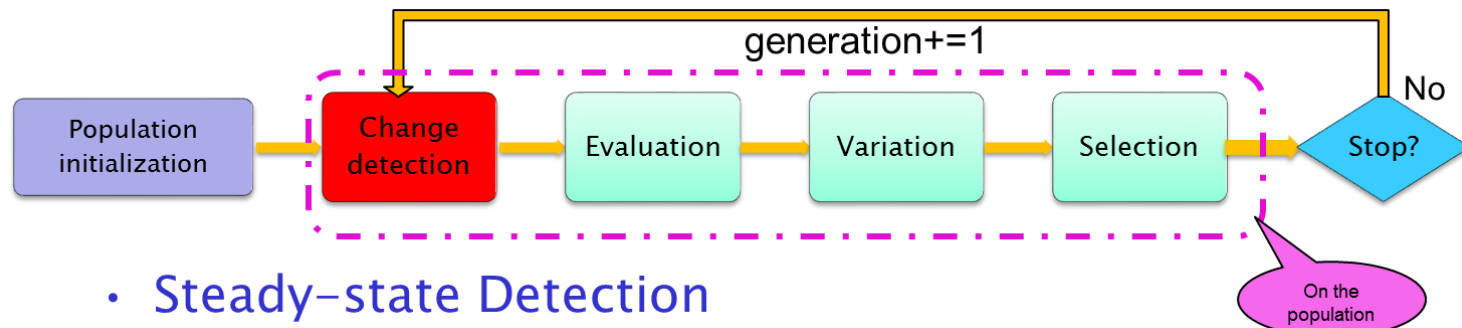 generation+=1
No
Population
initialization
Change
detection
Evaluation
Variation
Selection
Stop?
On the
population
• Steady-state Detection